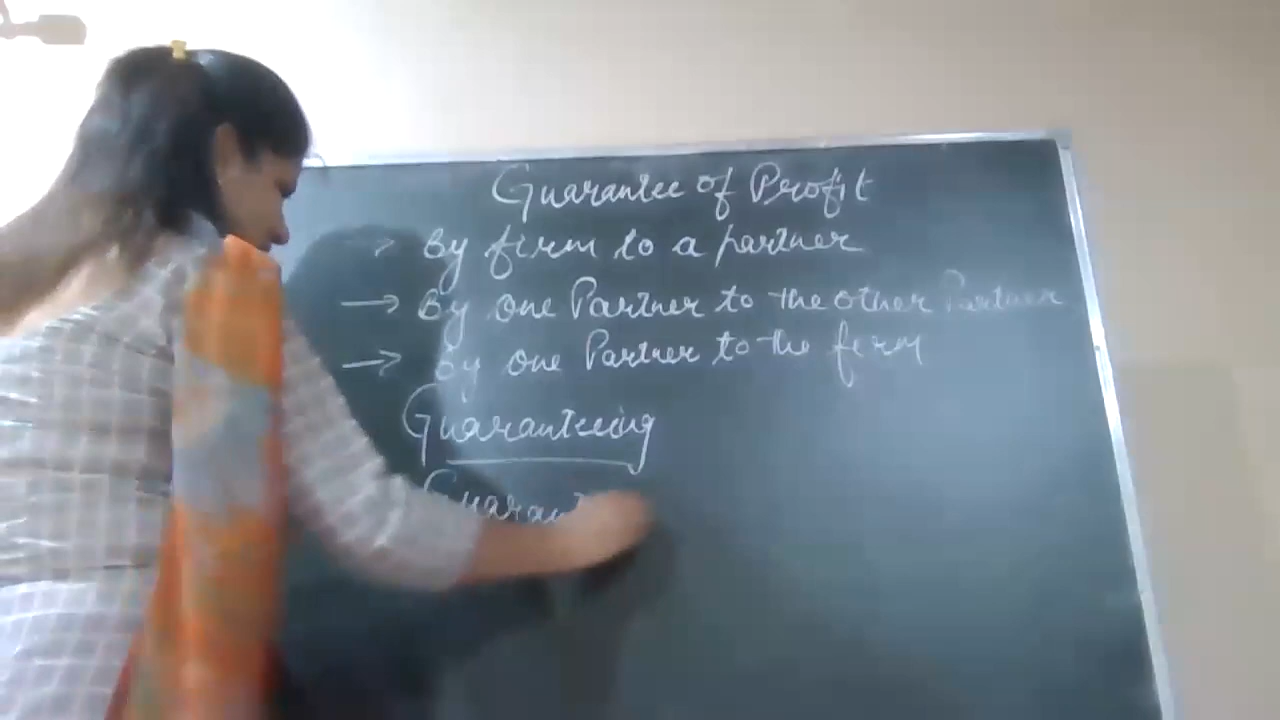 Guarantee of Profit
> By firm to a partner
→ By one Partner to the other Partner
→ By one Partner to the firm
Guaranteeing